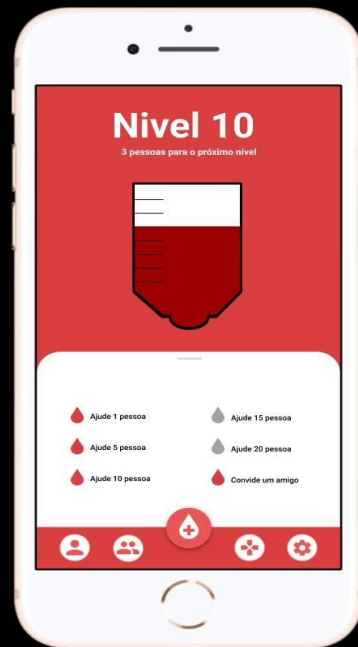 Nivel 10
3 pessoas para o próximo nível
Ajude 1 pessoa
Ajude 5 pessoa
Ajude 10 pessoa
Ajude 15 pessoa
Ajude 20 pessoa
Convide um amigo